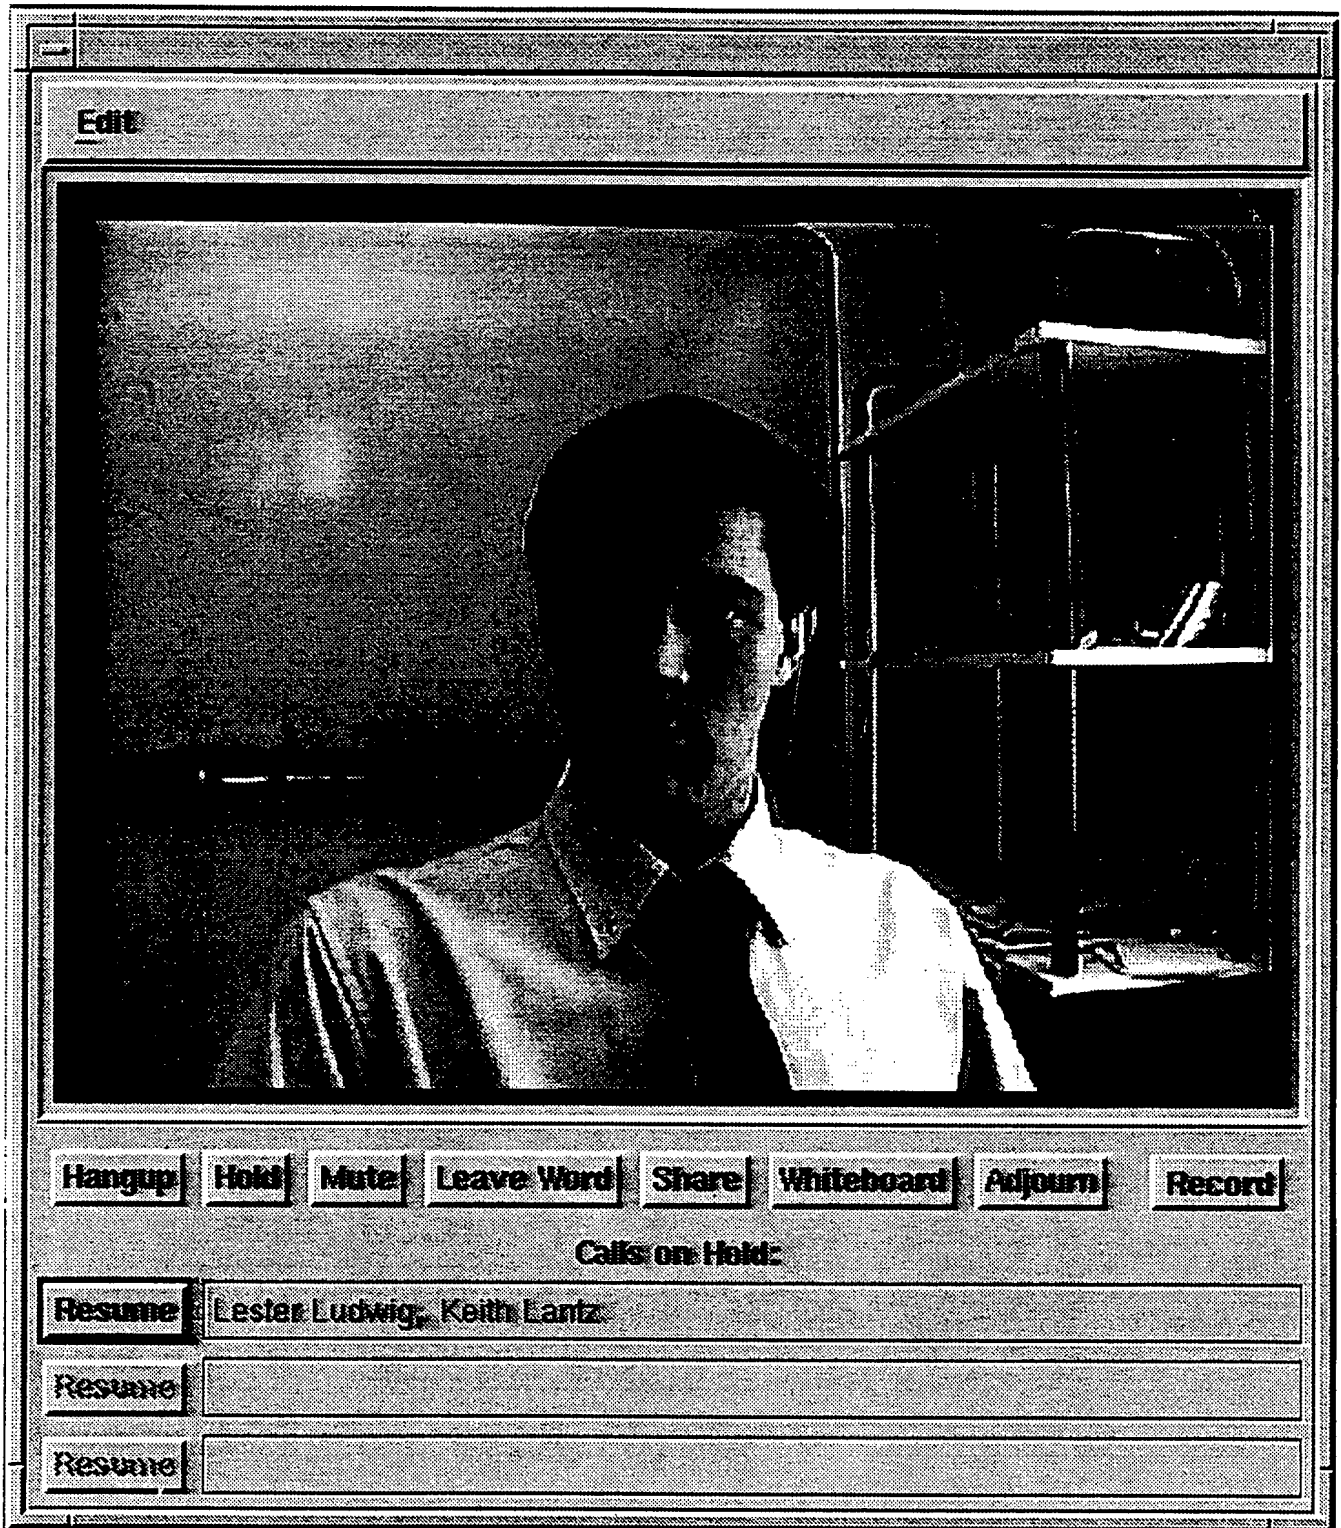 Edit
Hangup Hold Mute Leave Word Share Whiteboard Adjourn Record
Calls on Hold:
Resume Lester Ludwig, Keith Lantz
Resume
Resume